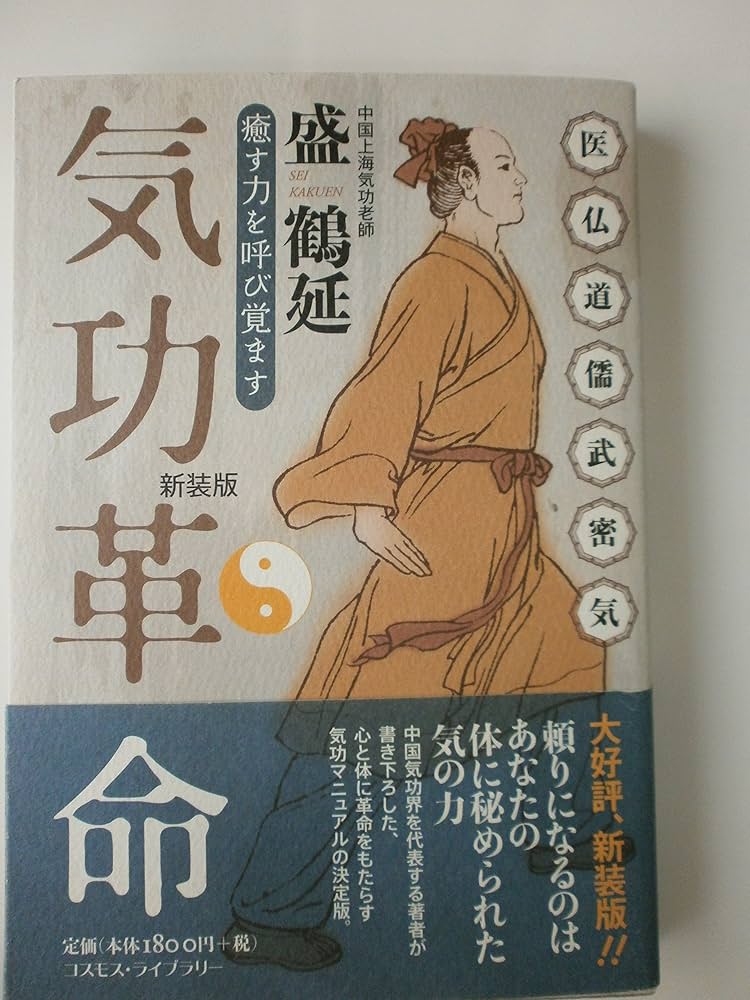 医
仏
道
儒
武
密
気
中国上海気功老師
盛鶴延
SEI
KAKUEN
癒す力を呼び覚ます
気功革命
新装版
大好評、新装版!!
頼りになるのは
あなたの
体に秘められた
気の力
中国気功界を代表する著者が
書き下ろした、
心と体に革命をもたらす
気功マニュアルの決定版。
定価(本体1800円+税)
コスモス・ライブラリー